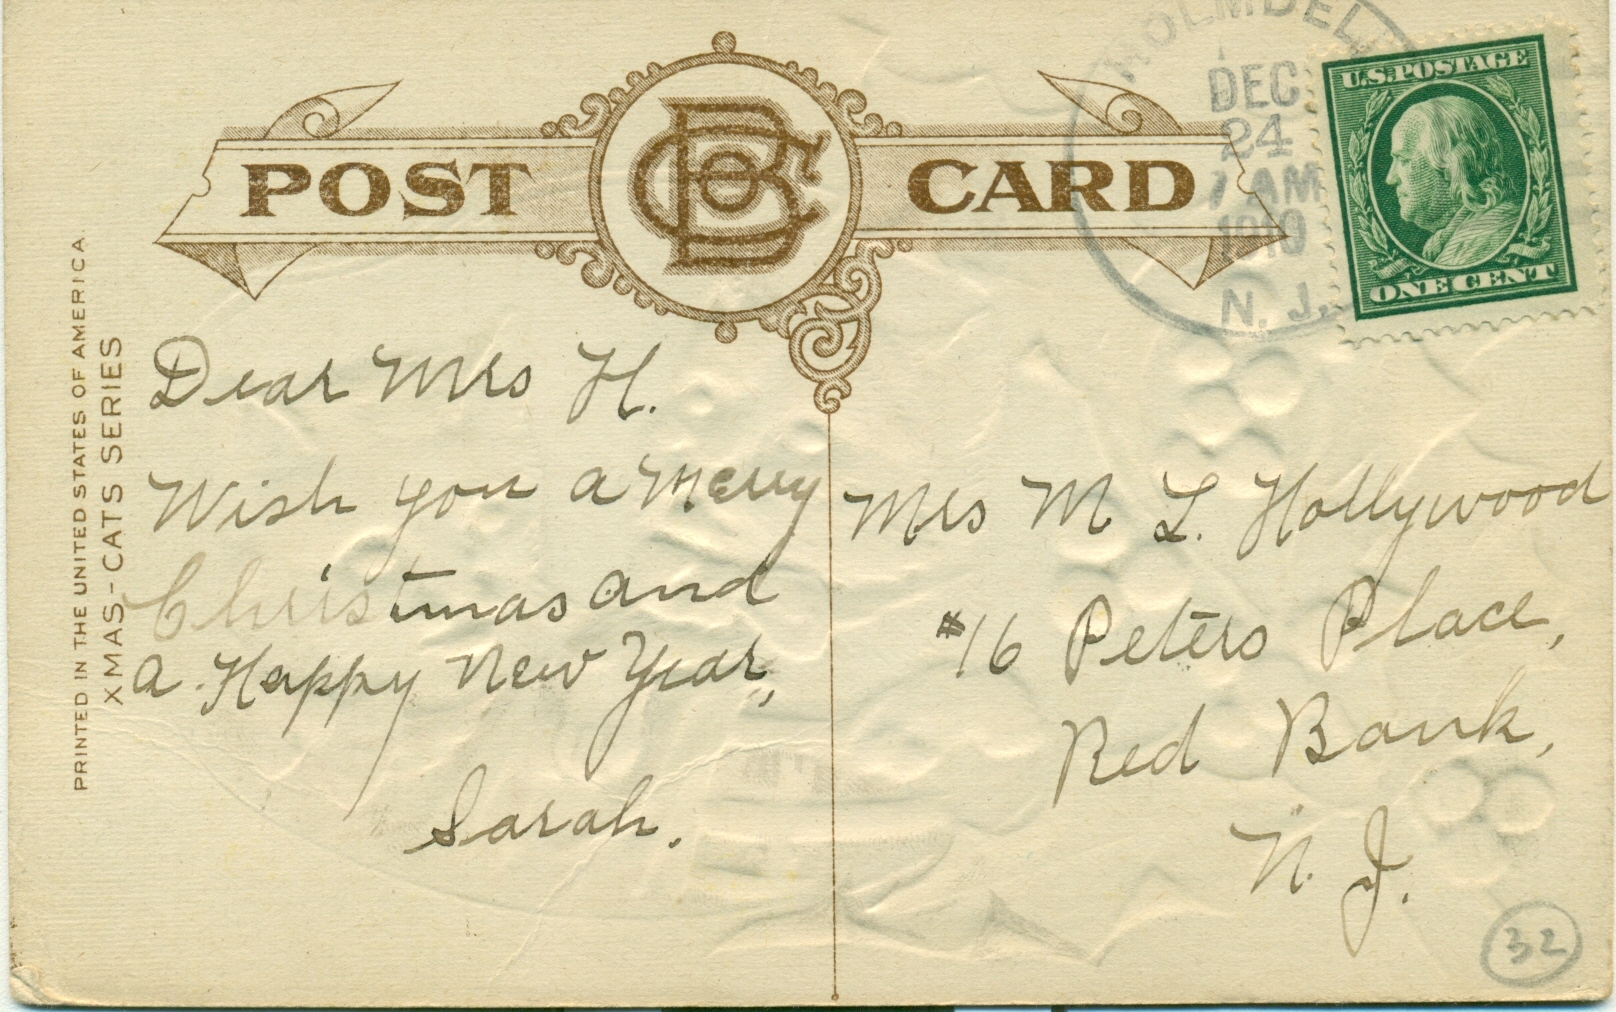 POST CARD
HOLMDEL
DEC
24
7 AM
1910
N. J.
U.S. POSTAGE
ONE CENT
PRINTED IN THE UNITED STATES OF AMERICA.
XMAS-CATS SERIES
Dear Mrs H.
Wish you a Merry
Christmas and
a Happy New Year,
Sarah.
Mrs M L. Hollywood
#16 Peters Place,
Red Bank,
N. J.
32